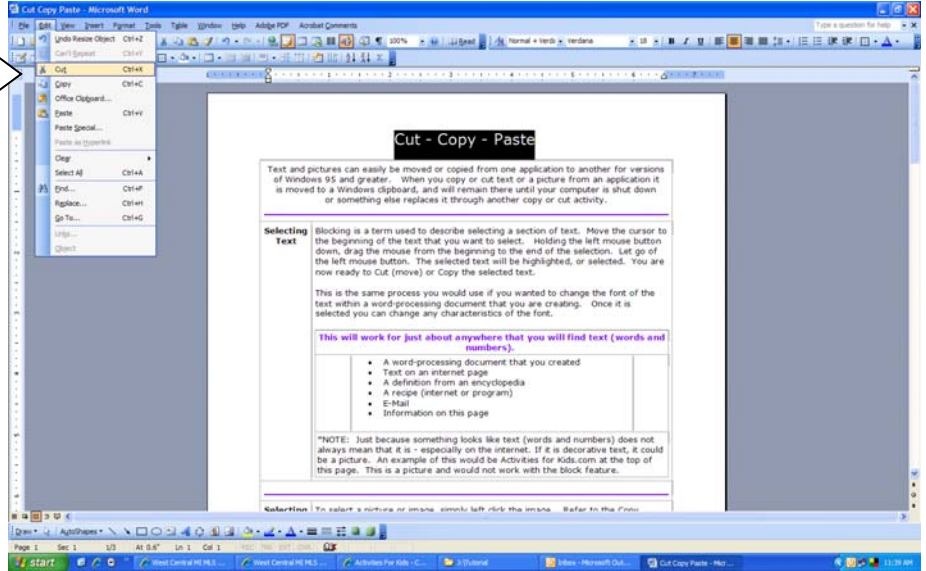 Cut Copy Paste - Microsoft Word
File Edit View Insert Format Tools Table Window Help Adobe PDF Acrobat Comments
Type a question for help
Undo Resize Object Ctrl+Z
Can't Repeat Ctrl+Y
Cut Ctrl+X
Copy Ctrl+C
Office Clipboard...
Paste Ctrl+V
Paste Special...
Paste as Hyperlink
Clear
Select All Ctrl+A
Find... Ctrl+F
Replace... Ctrl+H
Go To... Ctrl+G
Links...
Object
100%
Read
Normal + Verda
Verdana
18
Cut - Copy - Paste
Text and pictures can easily be moved or copied from one application to another for versions
of Windows 95 and greater. When you copy or cut text or a picture from an application it
is moved to a Windows clipboard, and will remain there until your computer is shut down
or something else replaces it through another copy or cut activity.
Selecting
Text
Blocking is a term used to describe selecting a section of text. Move the cursor to
the beginning of the text that you want to select. Holding the left mouse button
down, drag the mouse from the beginning to the end of the selection. Let go of
the left mouse button. The selected text will be highlighted, or selected. You are
now ready to Cut (move) or Copy the selected text.
This is the same process you would use if you wanted to change the font of the
text within a word-processing document that you are creating. Once it is
selected you can change any characteristics of the font.
This will work for just about anywhere that you will find text (words and
numbers).
• A word-processing document that you created
• Text on an internet page
• A definition from an encyclopedia
• A recipe (internet or program)
• E-Mail
• Information on this page
*NOTE: Just because something looks like text (words and numbers) does not
always mean that it is - especially on the internet. If it is decorative text, it could
be a picture. An example of this would be Activities for Kids.com at the top of
this page. This is a picture and would not work with the block feature.
Selecting To select a picture or image, simply left click the image. Refer to the Copy
Draw AutoShapes
Page 1 Sec 1 1/3 At 0.6" Ln 1 Col 1 REC TRK EXT OVR
start
West Central MI MLS ...
West Central MI MLS ...
Activities For Kids - C...
J:\Tutorial
Inbox - Microsoft Out...
Cut Copy Paste - Micr...
11:39 AM